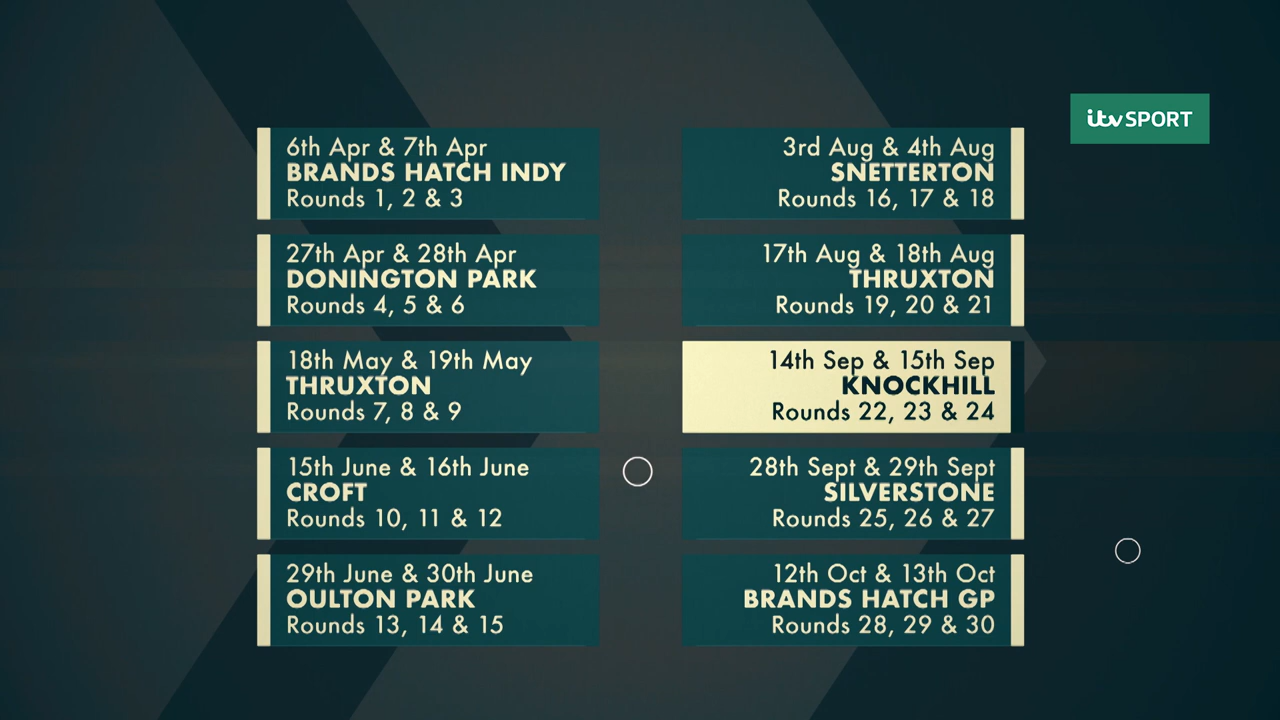 itv SPORT
6th Apr & 7th Apr
BRANDS HATCH INDY
Rounds 1, 2 & 3
27th Apr & 28th Apr
DONINGTON PARK
Rounds 4, 5 & 6
18th May & 19th May
THRUXTON
Rounds 7, 8 & 9
15th June & 16th June
CROFT
Rounds 10, 11 & 12
29th June & 30th June
OULTON PARK
Rounds 13, 14 & 15
3rd Aug & 4th Aug
SNETTERTON
Rounds 16, 17 & 18
17th Aug & 18th Aug
THRUXTON
Rounds 19, 20 & 21
14th Sep & 15th Sep
KNOCKHILL
Rounds 22, 23 & 24
28th Sept & 29th Sept
SILVERSTONE
Rounds 25, 26 & 27
12th Oct & 13th Oct
BRANDS HATCH GP
Rounds 28, 29 & 30